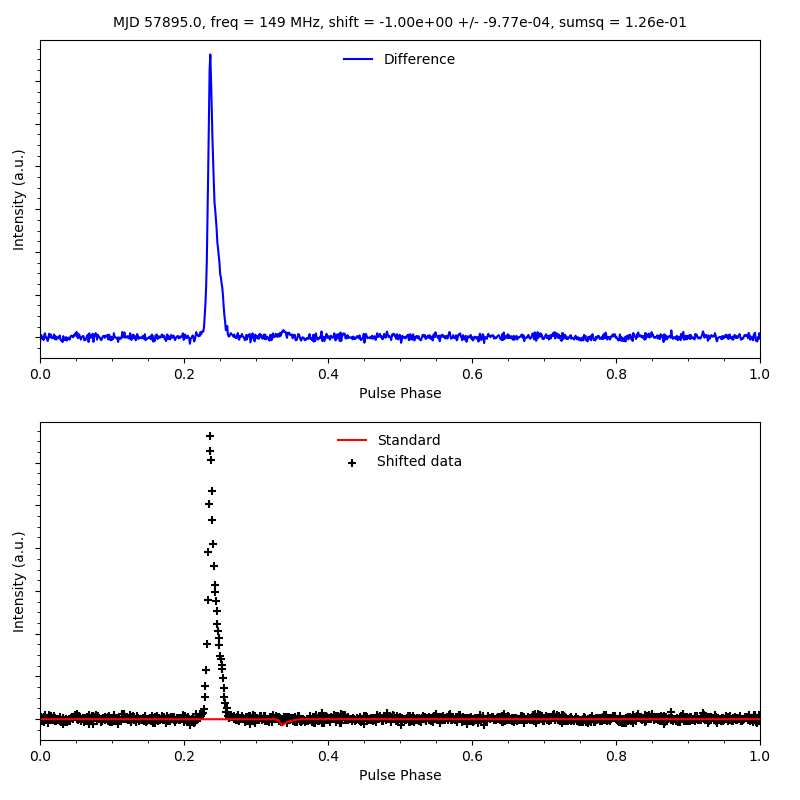 MJD 57895.0, freq = 149 MHz, shift = -1.00e+00 +/- -9.77e-04, sumsq = 1.26e-01
Difference
Intensity (a.u.)
0.0 0.2 0.4 0.6 0.8 1.0
Pulse Phase
Standard
Shifted data
Intensity (a.u.)
0.0 0.2 0.4 0.6 0.8 1.0
Pulse Phase